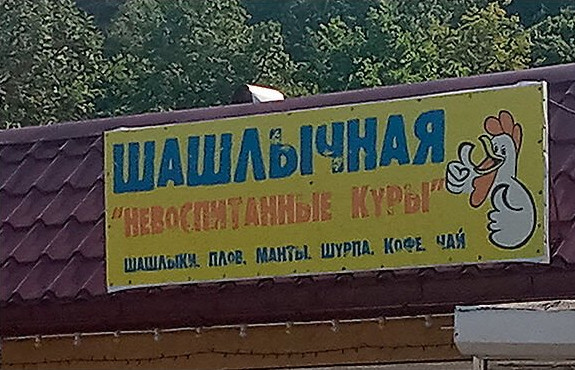 ШАШЛЫЧНАЯ
"НЕВОСПИТАННЫЕ КУРЫ"
ШАШЛЫКИ. ПЛОВ. МАНТЫ. ШУРПА. КОФЕ. ЧАЙ